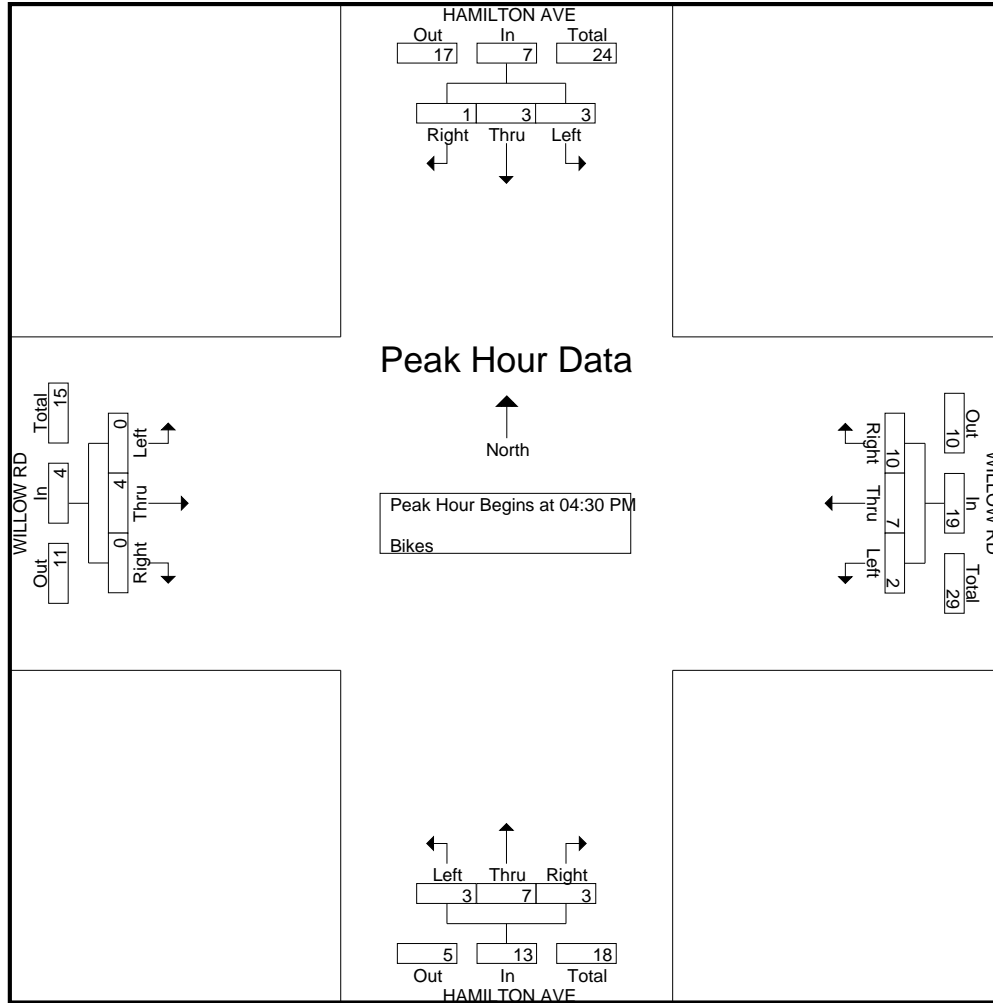 HAMILTON AVE
Out In Total
17 7 24
1 3 3
Right Thru Left
Peak Hour Data
North
Peak Hour Begins at 04:30 PM
Bikes
WILLOW RD
Total In Out
15 4 11
0 4 0
Left Thru Right
WILLOW RD
Out In Total
10 19 29
10 7 2
Right Thru Left
Left Thru Right
3 7 3
5 13 18
Out In Total
HAMILTON AVE